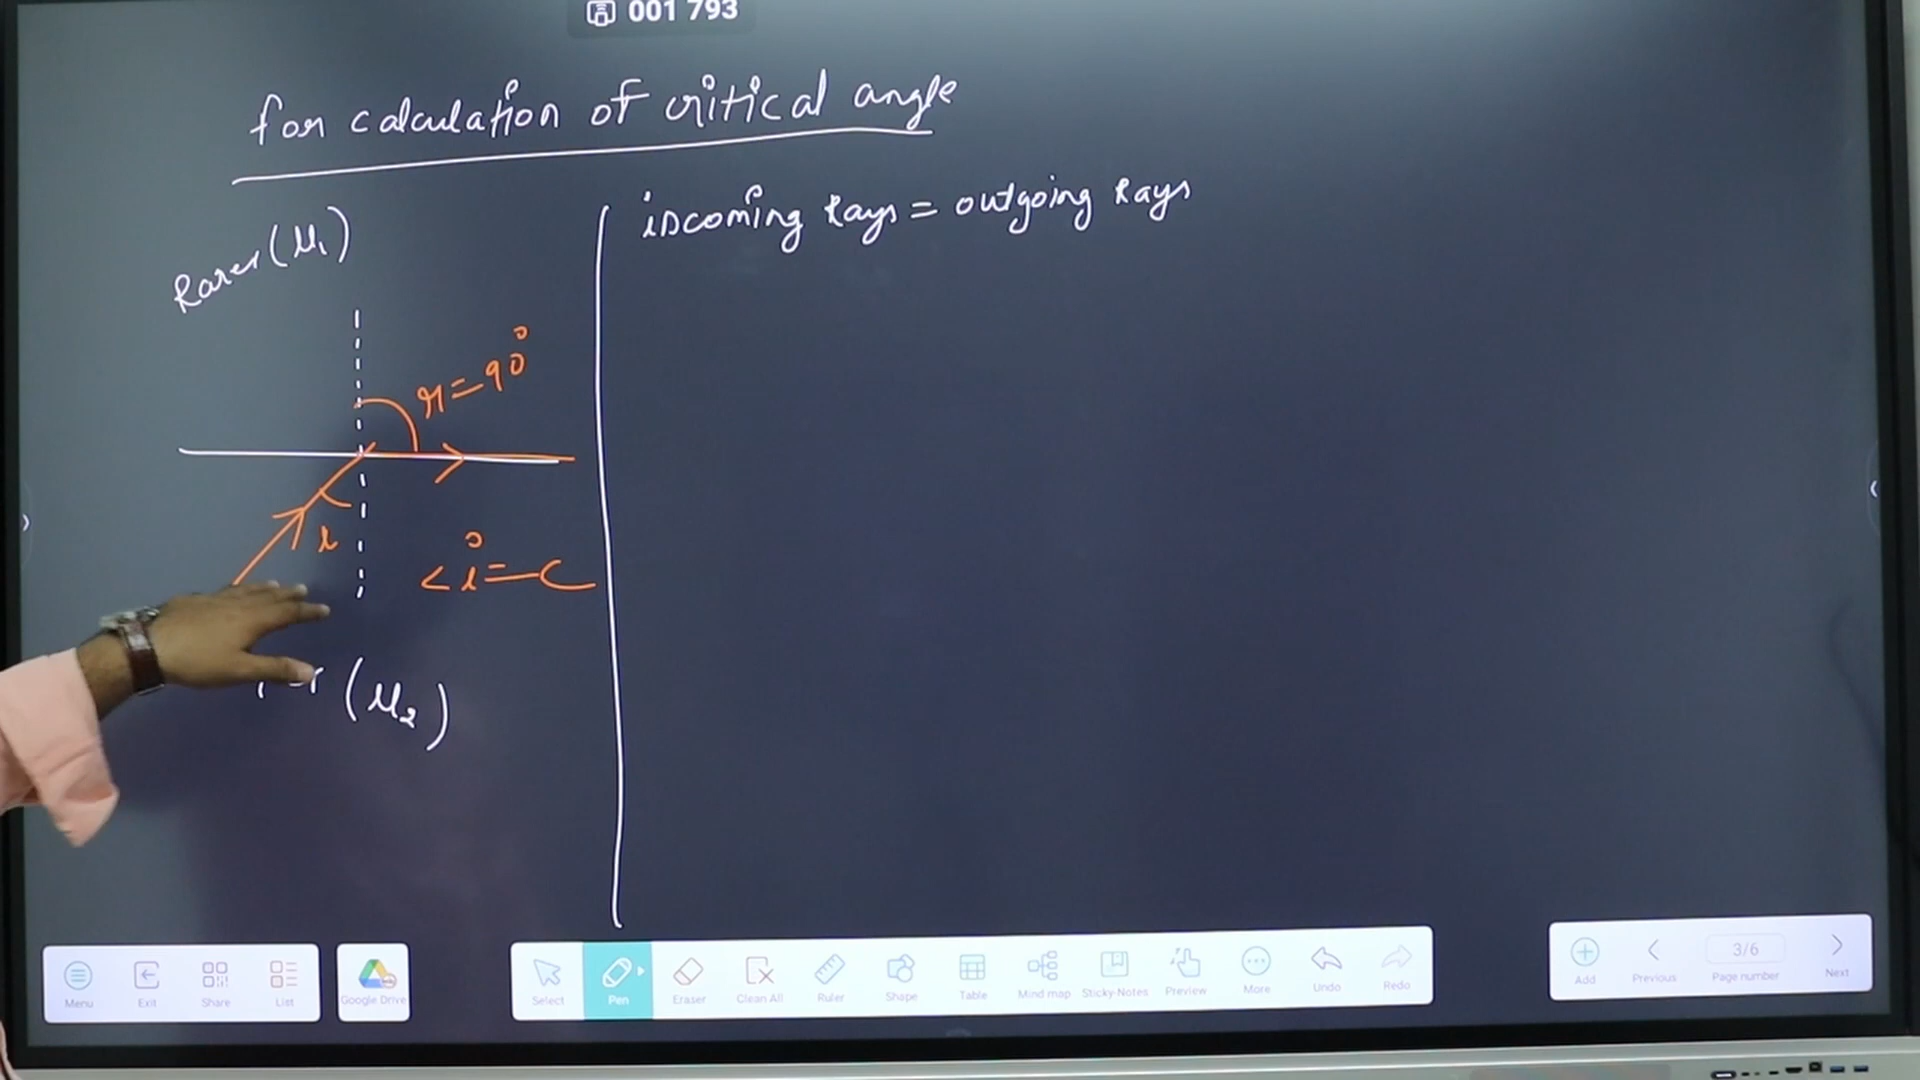 001 793
for calculation of critical angle
Rarer (μ₁)
incoming rays = outgoing rays
r = 90°
i
< i = C
(μ₂)
Menu
Exit
Share
List
Google Drive
Select
Pen
Eraser
Clean All
Ruler
Shape
Table
Mind map
Sticky-Notes
Preview
More
Undo
Redo
Add
Previous
3/6
Page number
Next